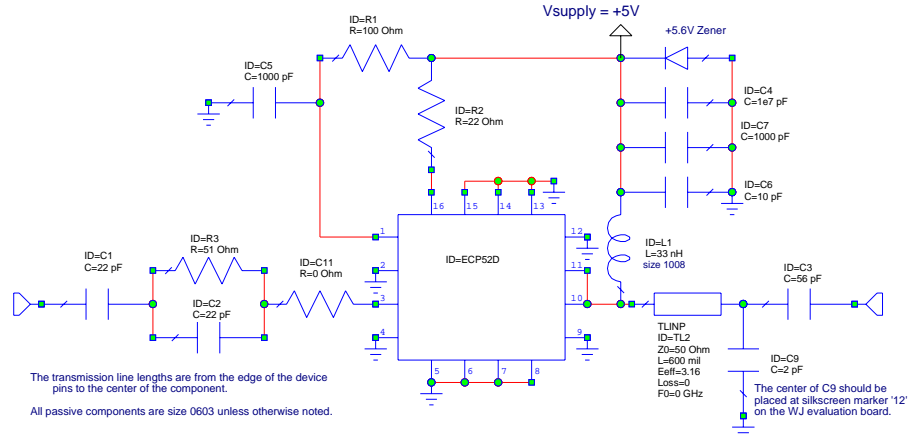 Vsupply = +5V
ID=R1
R=100 Ohm
+5.6V Zener
ID=C5
C=1000 pF
ID=C4
C=1e7 pF
ID=R2
R=22 Ohm
ID=C7
C=1000 pF
ID=C6
C=10 pF
16
15
14
13
1
12
ID=L1
L=33 nH
size 1008
ID=ECP52D
ID=C1
C=22 pF
ID=R3
R=51 Ohm
ID=C11
R=0 Ohm
2
11
ID=C3
C=56 pF
ID=C2
C=22 pF
3
10
4
9
TLINP
ID=TL2
Z0=50 Ohm
L=600 mil
Eeff=3.16
Loss=0
F0=0 GHz
ID=C9
C=2 pF
5
6
7
8
The transmission line lengths are from the edge of the device
pins to the center of the component.
All passive components are size 0603 unless otherwise noted.
The center of C9 should be
placed at silkscreen marker '12'
on the WJ evaluation board.